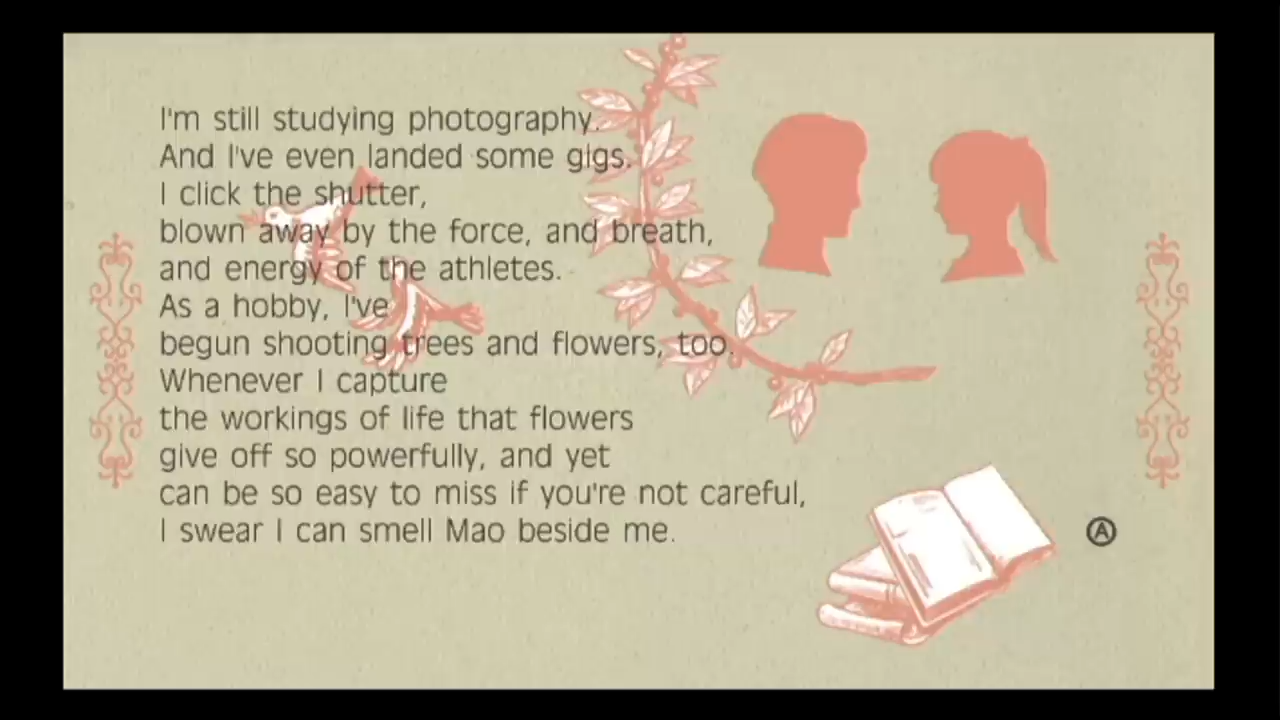 I'm still studying photography.
And I've even landed some gigs.
I click the shutter,
blown away by the force, and breath,
and energy of the athletes.
As a hobby, I've
begun shooting trees and flowers, too.
Whenever I capture
the workings of life that flowers
give off so powerfully, and yet
can be so easy to miss if you're not careful,
I swear I can smell Mao beside me.
A